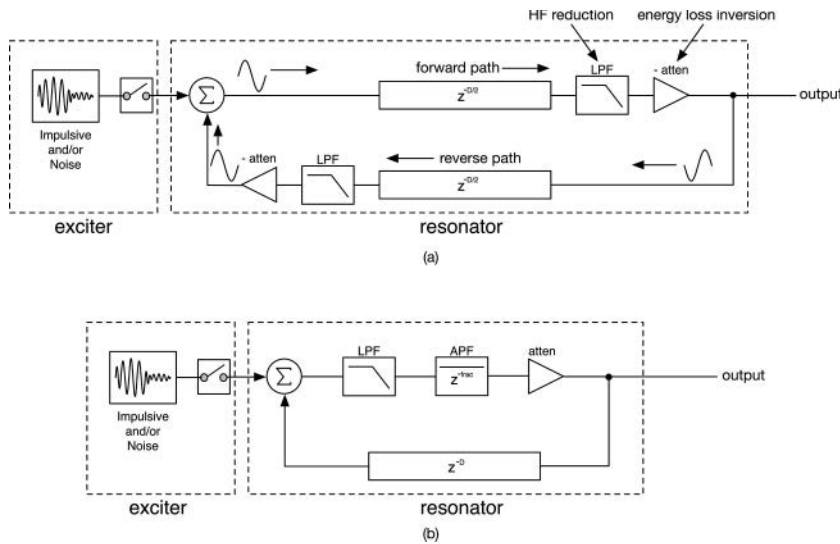 HF reduction
energy loss inversion
forward path
LPF
- atten
z^-D/2
Σ
output
Impulsive
and/or
Noise
- atten
LPF
reverse path
z^-D/2
exciter
resonator
(a)
LPF
APF
atten
z^-frac
Σ
output
Impulsive
and/or
Noise
z^-D
exciter
resonator
(b)